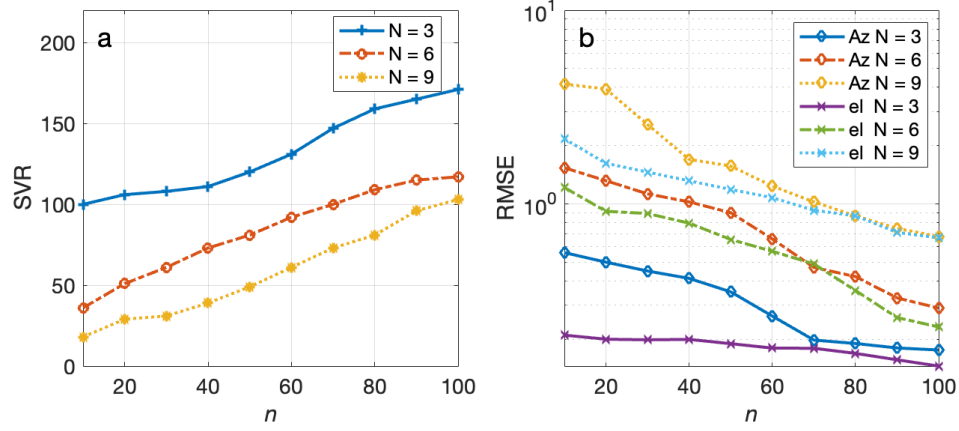 a
N = 3
N = 6
N = 9
SVR
200
150
100
50
0
20 40 60 80 100
n
b
Az N = 3
Az N = 6
Az N = 9
el N = 3
el N = 6
el N = 9
RMSE
10^1
10^0
20 40 60 80 100
n